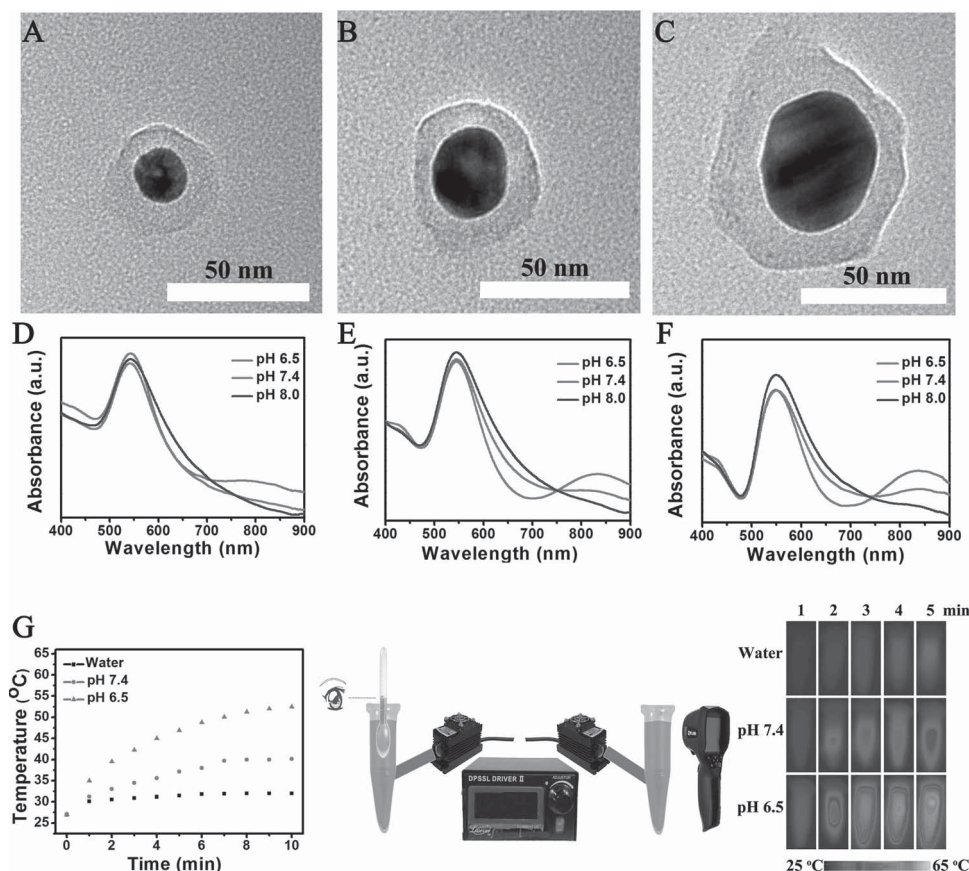 A
B
C
50 nm
50 nm
50 nm
D
E
F
pH 6.5
pH 7.4
pH 8.0
Absorbance (a.u.)
400 500 600 700 800 900
Wavelength (nm)
pH 6.5
pH 7.4
pH 8.0
Absorbance (a.u.)
400 500 600 700 800 900
Wavelength (nm)
pH 6.5
pH 7.4
pH 8.0
Absorbance (a.u.)
400 500 600 700 800 900
Wavelength (nm)
G
Temperature (°C)
65
60
55
50
45
40
35
30
25
Water
pH 7.4
pH 6.5
0 2 4 6 8 10
Time (min)
DPSSL DRIVER II
1 2 3 4 5 min
Water
pH 7.4
pH 6.5
25 °C
65 °C